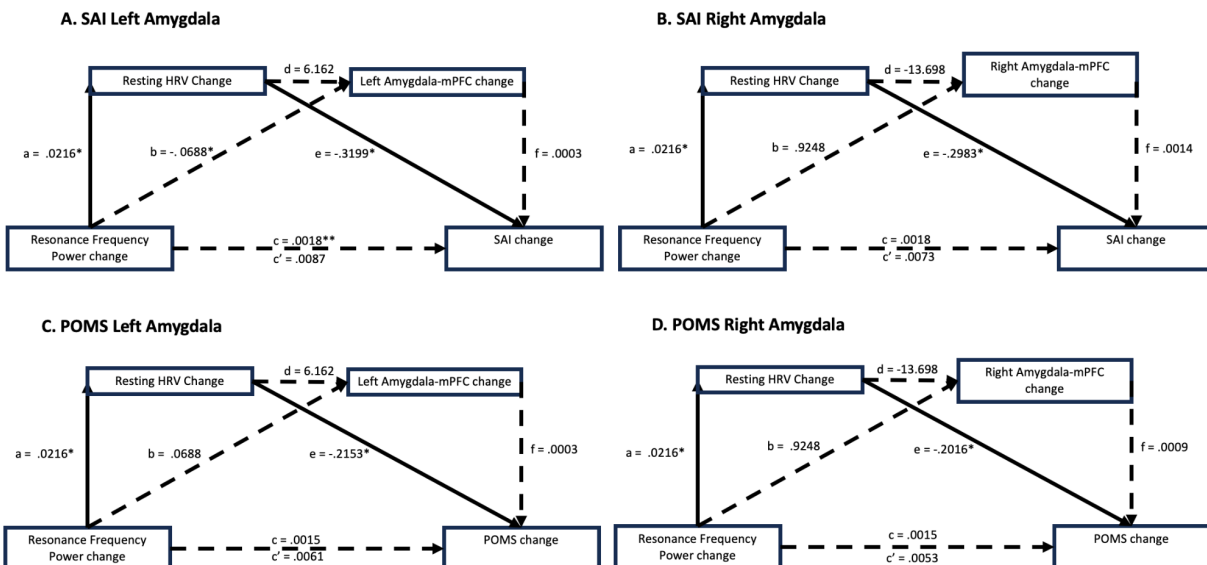 A. SAI Left Amygdala
Resting HRV Change
d = 6.162
Left Amygdala-mPFC change
a = .0216*
b = -. 0688*
e = -.3199*
f = .0003
Resonance Frequency
Power change
c = .0018**
c’ = .0087
SAI change
B. SAI Right Amygdala
Resting HRV Change
d = -13.698
Right Amygdala-mPFC
change
a = .0216*
b = .9248
e = -.2983*
f = .0014
Resonance Frequency
Power change
c = .0018
c’ = .0073
SAI change
C. POMS Left Amygdala
Resting HRV Change
d = 6.162
Left Amygdala-mPFC change
a = .0216*
b = .0688
e = -.2153*
f = .0003
Resonance Frequency
Power change
c = .0015
c’ = .0061
POMS change
D. POMS Right Amygdala
Resting HRV Change
d = -13.698
Right Amygdala-mPFC
change
a = .0216*
b = .9248
e = -.2016*
f = .0009
Resonance Frequency
Power change
c = .0015
c’ = .0053
POMS change